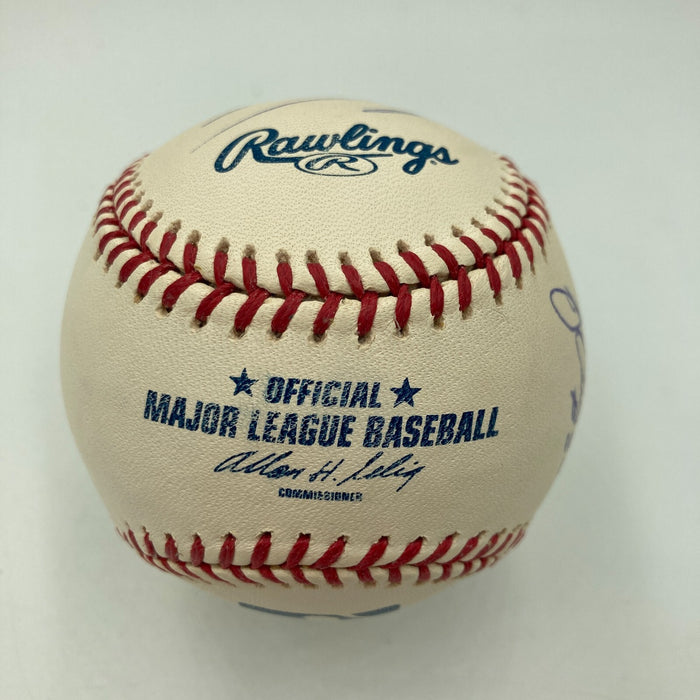 Rawlings
R
★ OFFICIAL ★
MAJOR LEAGUE BASEBALL
Allan H. Selig
COMMISSIONER